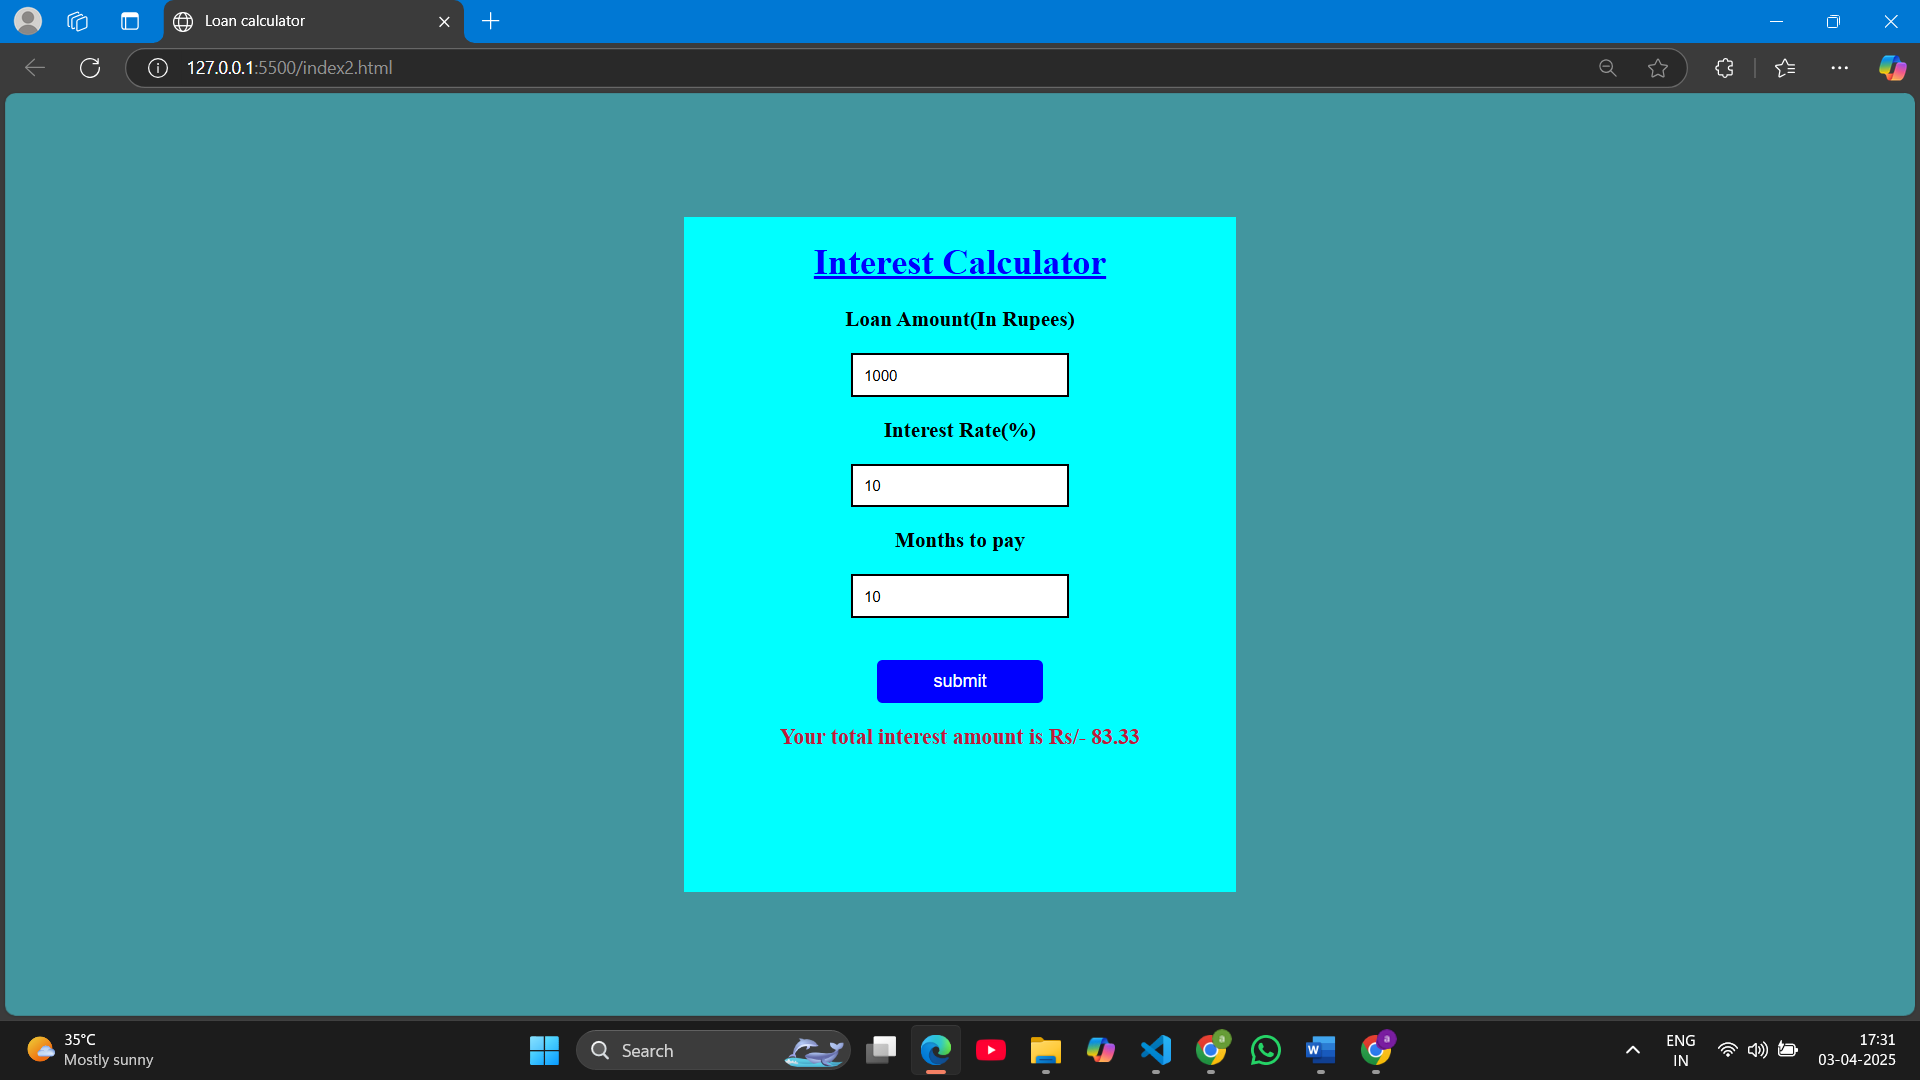 Loan calculator
127.0.0.1:5500/index2.html
Interest Calculator
Loan Amount(In Rupees)
1000
Interest Rate(%)
10
Months to pay
10
submit
Your total interest amount is Rs/- 83.33
35°C
Mostly sunny
Search
a
W
a
ENG
IN
17:31
03-04-2025